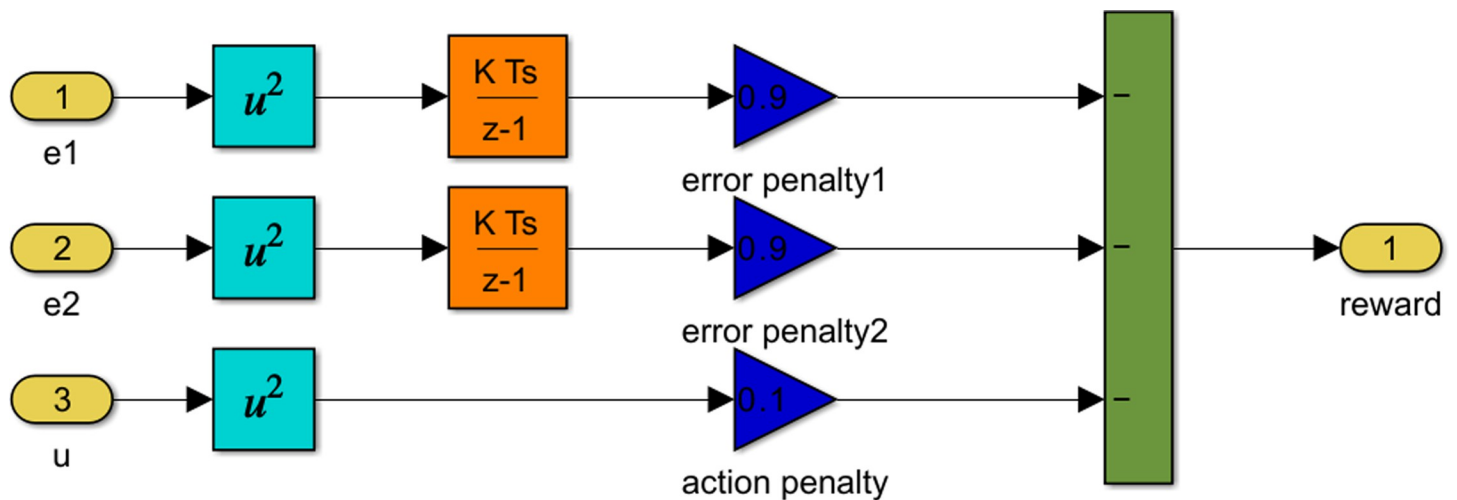 1
u²
K Ts
z-1
0.9
−
e1
error penalty1
2
u²
K Ts
z-1
0.9
−
1
e2
error penalty2
reward
3
u²
0.1
−
u
action penalty